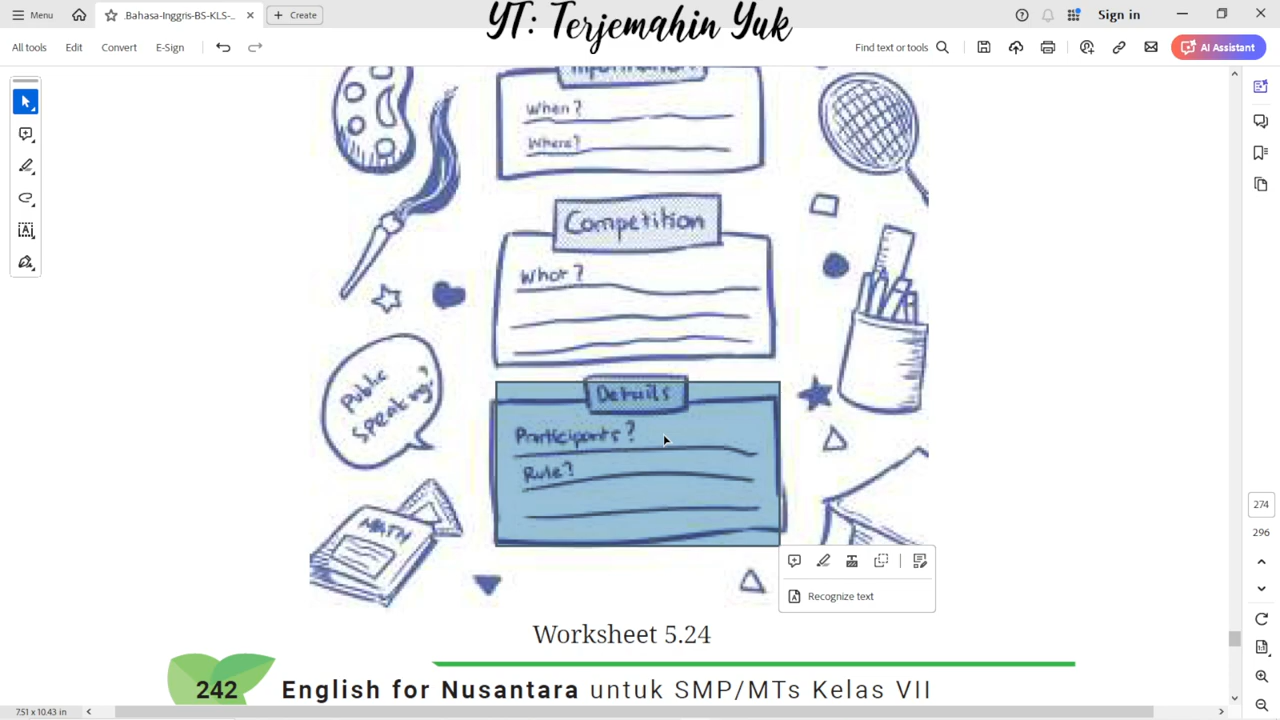 Menu
Bahasa-Inggris-BS-KLS-...
Create
YT: Terjemahin Yuk
Sign in
All tools
Edit
Convert
E-Sign
Find text or tools
AI Assistant
Information
When?
Where?
Competition
What?
Public
Speaking?
Details
Participants?
Rule?
MATH
Recognize text
Worksheet 5.24
242 English for Nusantara untuk SMP/MTs Kelas VII
274
296
7.51 x 10.43 in